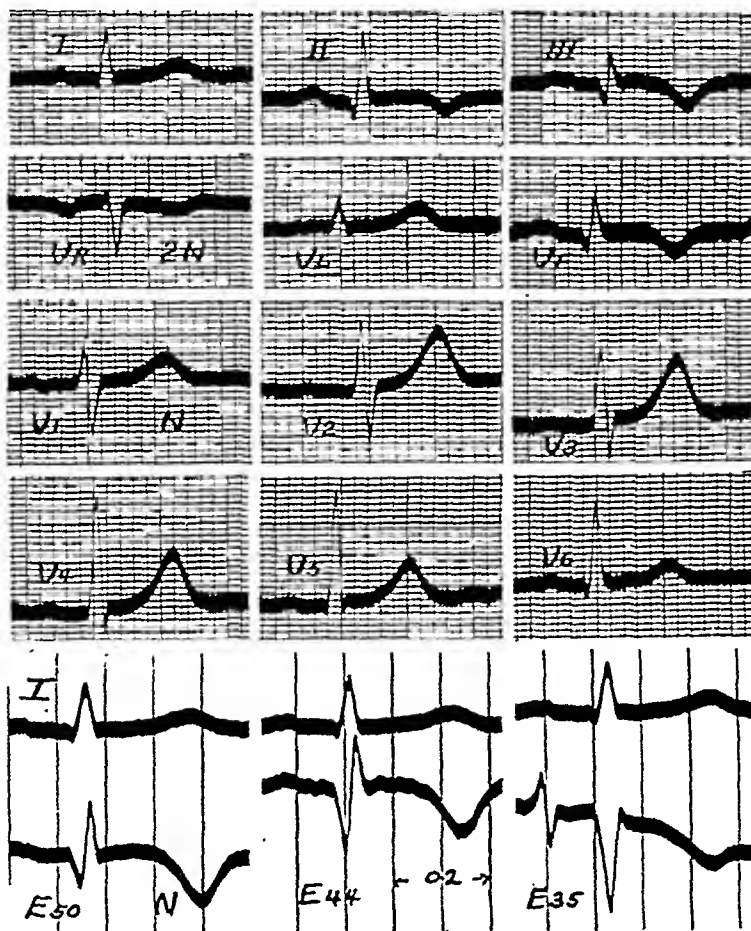 I II III
VR 2N VL VF
V1 N V2 V3
V4 V5 V6
I
E50 N E44 ← 0.2 → E35